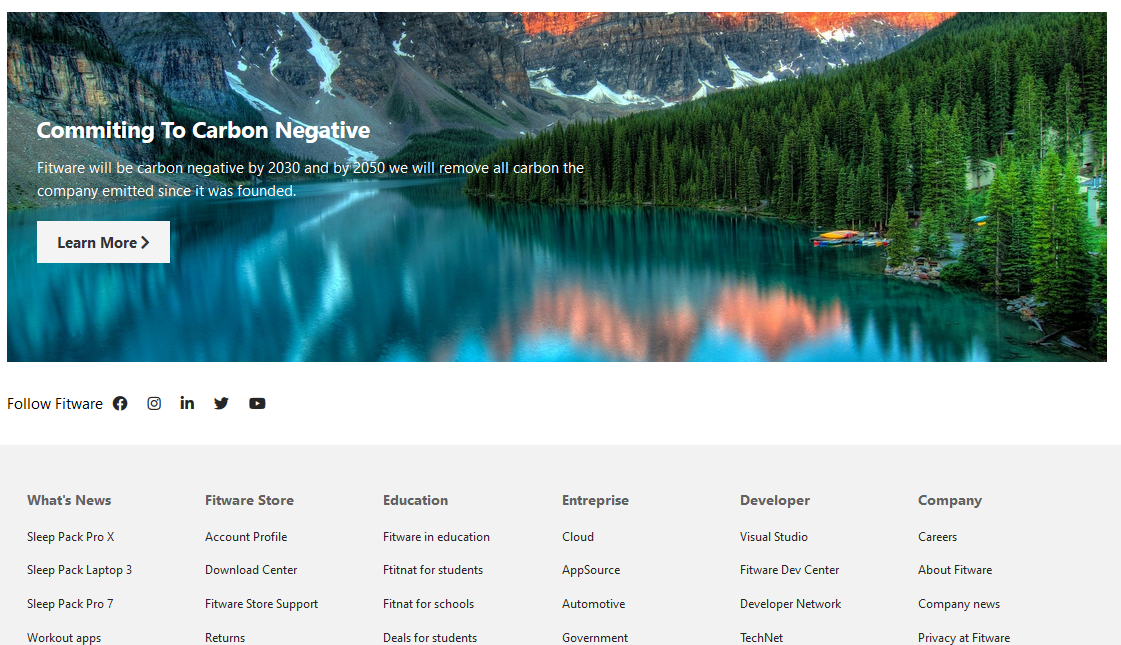 Commiting To Carbon Negative
Fitware will be carbon negative by 2030 and by 2050 we will remove all carbon the
company emitted since it was founded.
Learn More
Follow Fitware
What's News
Fitware Store
Education
Entreprise
Developer
Company
Sleep Pack Pro X
Account Profile
Fitware in education
Cloud
Visual Studio
Careers
Sleep Pack Laptop 3
Download Center
Ftitnat for students
AppSource
Fitware Dev Center
About Fitware
Sleep Pack Pro 7
Fitware Store Support
Fitnat for schools
Automotive
Developer Network
Company news
Workout apps
Returns
Deals for students
Government
TechNet
Privacy at Fitware